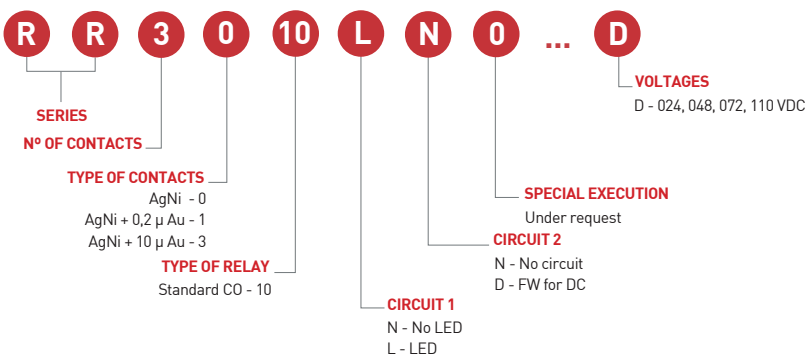 R R 3 0 10 L N 0 ... D
VOLTAGES
D - 024, 048, 072, 110 VDC
SERIES
Nº OF CONTACTS
TYPE OF CONTACTS
AgNi - 0
AgNi + 0,2 µ Au - 1
AgNi + 10 µ Au - 3
SPECIAL EXECUTION
Under request
CIRCUIT 2
N - No circuit
D - FW for DC
TYPE OF RELAY
Standard CO - 10
CIRCUIT 1
N - No LED
L - LED